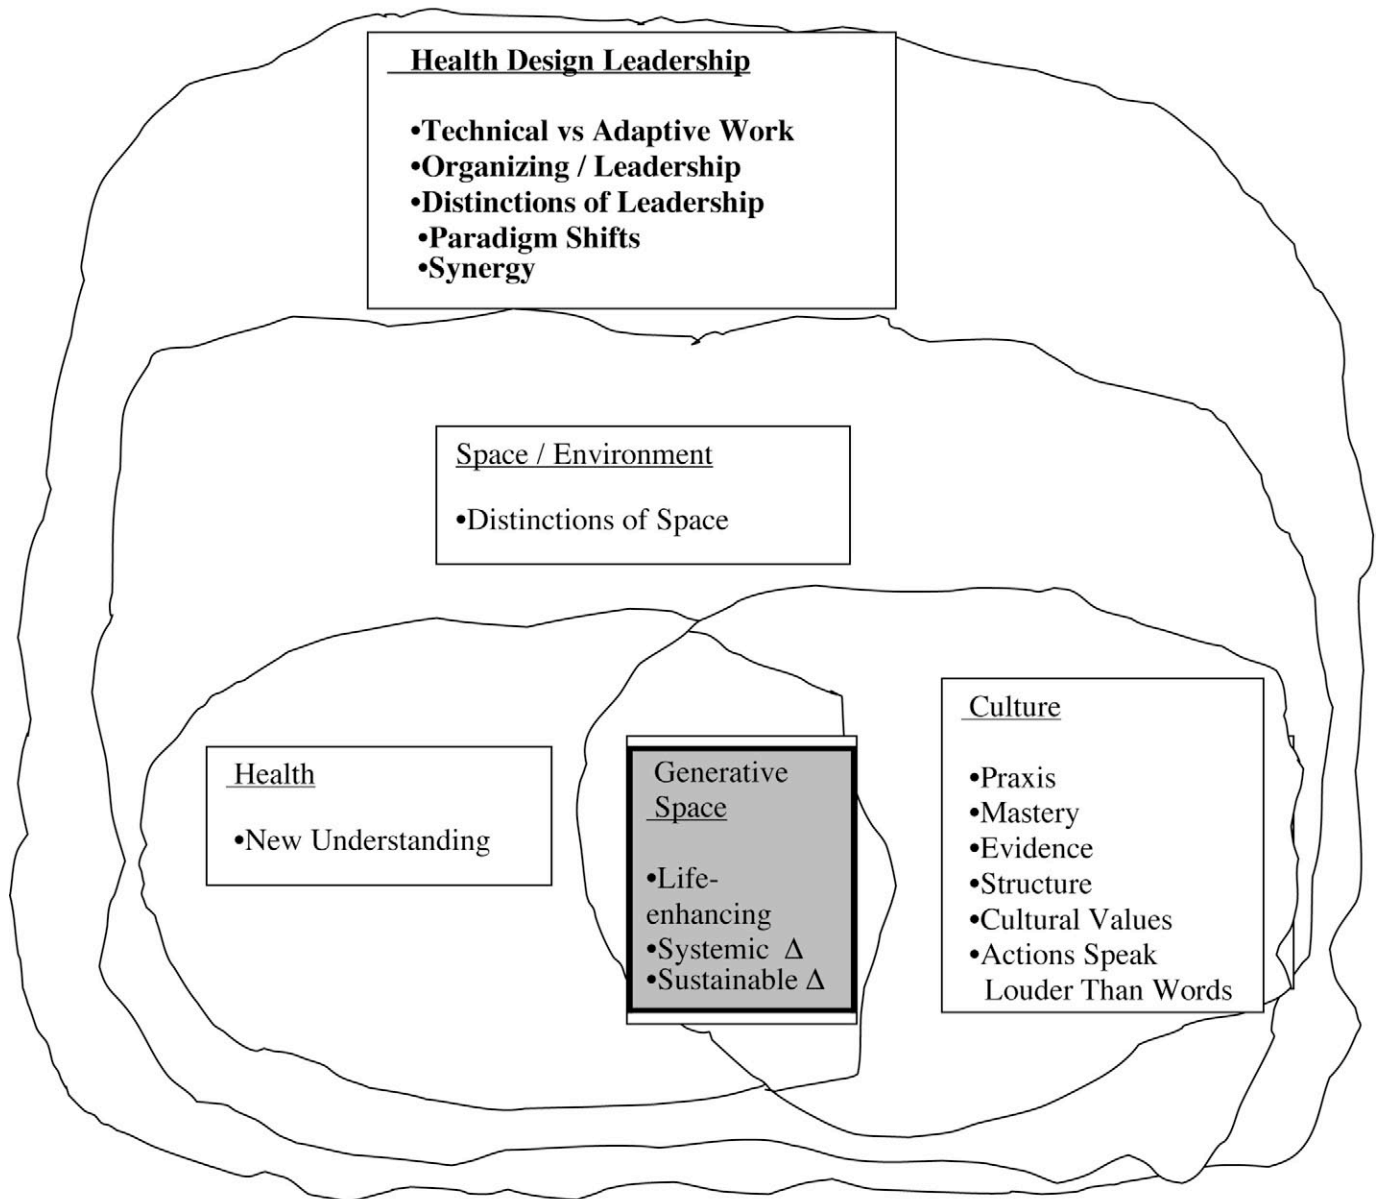 Health Design Leadership
•Technical vs Adaptive Work
•Organizing / Leadership
•Distinctions of Leadership
•Paradigm Shifts
•Synergy
Space / Environment
•Distinctions of Space
Health
•New Understanding
Generative
Space
•Life-
enhancing
•Systemic Δ
•Sustainable Δ
Culture
•Praxis
•Mastery
•Evidence
•Structure
•Cultural Values
•Actions Speak
Louder Than Words